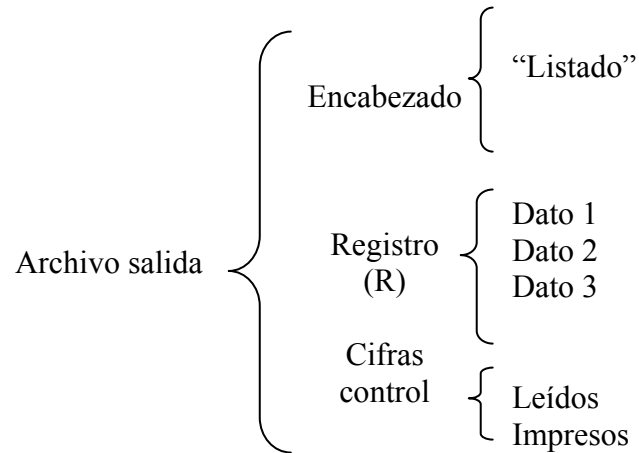 Archivo salida
Encabezado
“Listado”
Registro
(R)
Dato 1
Dato 2
Dato 3
Cifras
control
Leídos
Impresos